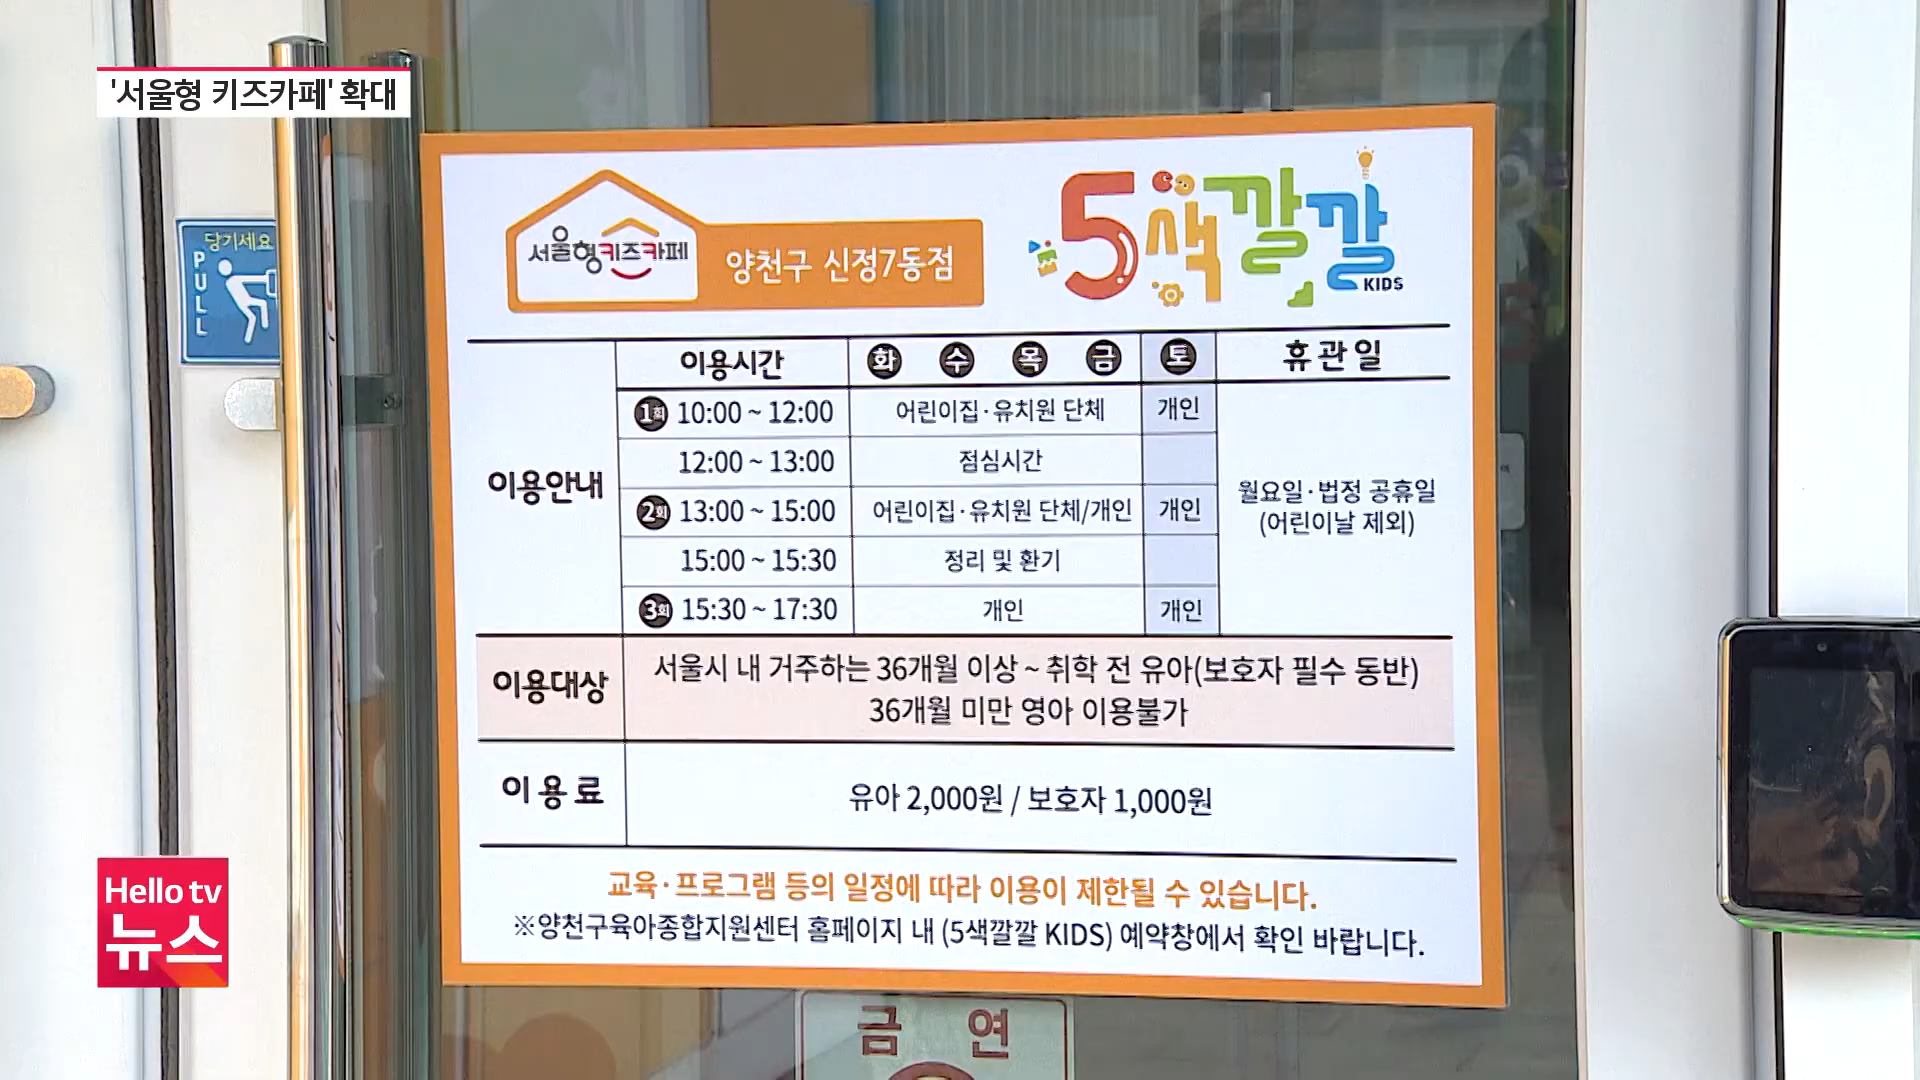 '서울형 키즈카페' 확대
당기세요
PULL
서울형키즈카페
양천구 신정7동점
5색깔깔
KIDS
이용시간 화 수 목 금 토 휴관일
이용안내
1회 10:00 ~ 12:00 어린이집·유치원 단체 개인
12:00 ~ 13:00 점심시간
2회 13:00 ~ 15:00 어린이집·유치원 단체/개인 개인
15:00 ~ 15:30 정리 및 환기
3회 15:30 ~ 17:30 개인 개인
월요일·법정 공휴일
(어린이날 제외)
이용대상
서울시 내 거주하는 36개월 이상 ~ 취학 전 유아(보호자 필수 동반)
36개월 미만 영아 이용불가
이용료
유아 2,000원 / 보호자 1,000원
교육·프로그램 등의 일정에 따라 이용이 제한될 수 있습니다.
※양천구육아종합지원센터 홈페이지 내 (5색깔깔 KIDS) 예약창에서 확인 바랍니다.
Hello tv
뉴스
금 연